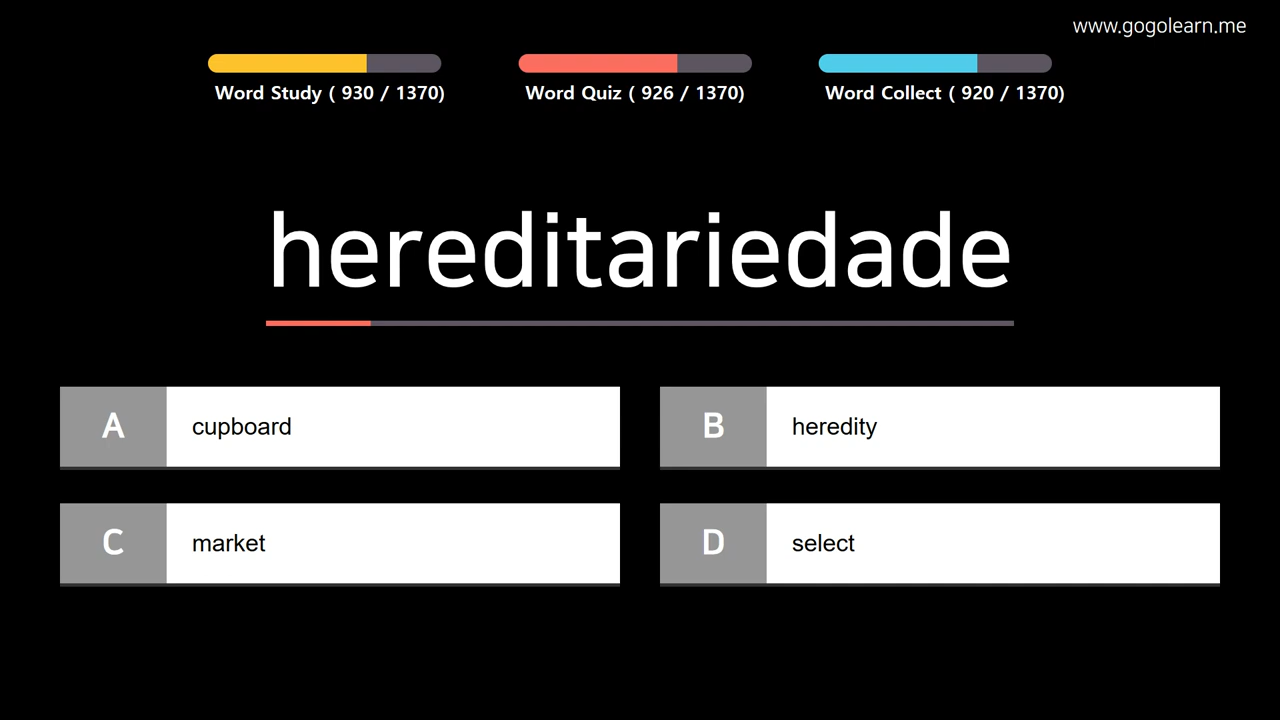 www.gogolearn.me
Word Study ( 930 / 1370)
Word Quiz ( 926 / 1370)
Word Collect ( 920 / 1370)
hereditariedade
A cupboard
B heredity
C market
D select